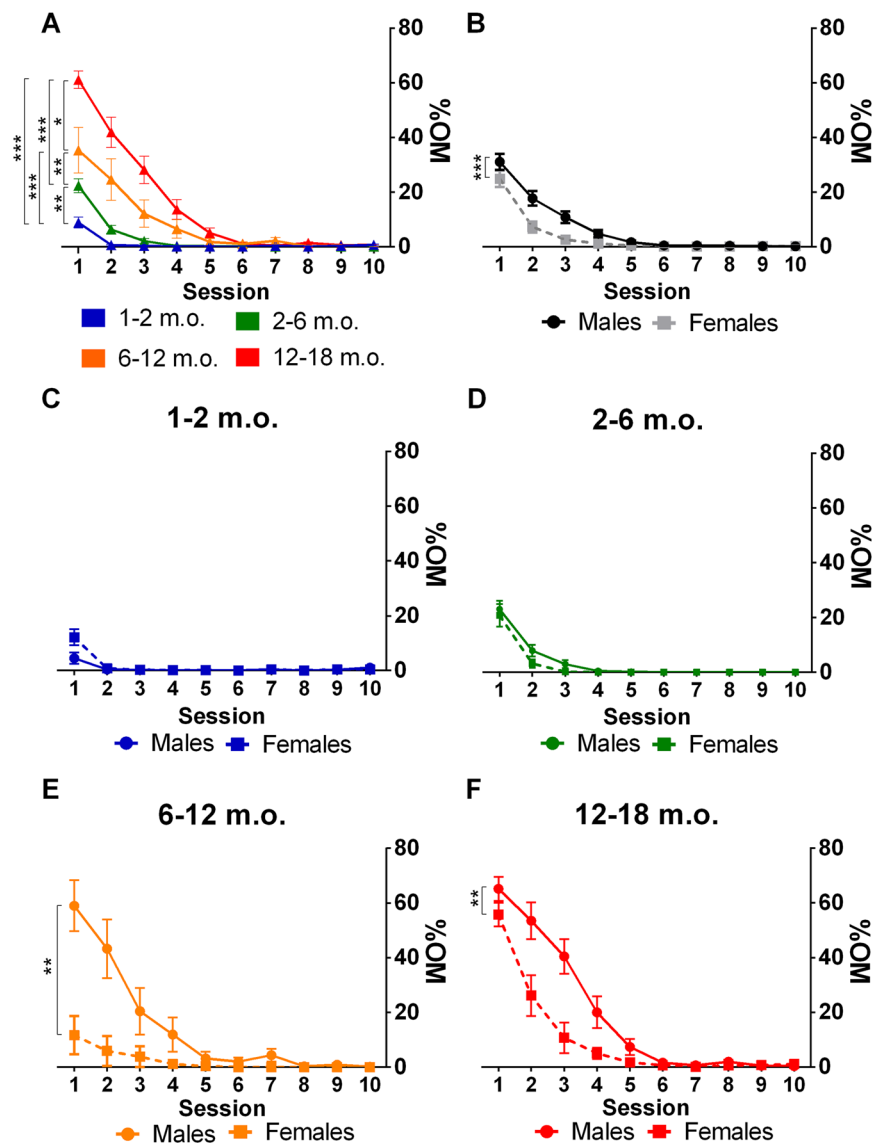 A
80
60
40
20
0
%OM
***
***
***
*
**
**
1 2 3 4 5 6 7 8 9 10
Session
1-2 m.o. 2-6 m.o.
6-12 m.o. 12-18 m.o.
B
80
60
40
20
0
%OM
***
1 2 3 4 5 6 7 8 9 10
Session
Males Females
C
1-2 m.o.
80
60
40
20
0
%OM
1 2 3 4 5 6 7 8 9 10
Session
Males Females
D
2-6 m.o.
80
60
40
20
0
%OM
1 2 3 4 5 6 7 8 9 10
Session
Males Females
E
6-12 m.o.
80
60
40
20
0
%OM
**
1 2 3 4 5 6 7 8 9 10
Session
Males Females
F
12-18 m.o.
80
60
40
20
0
%OM
**
1 2 3 4 5 6 7 8 9 10
Session
Males Females